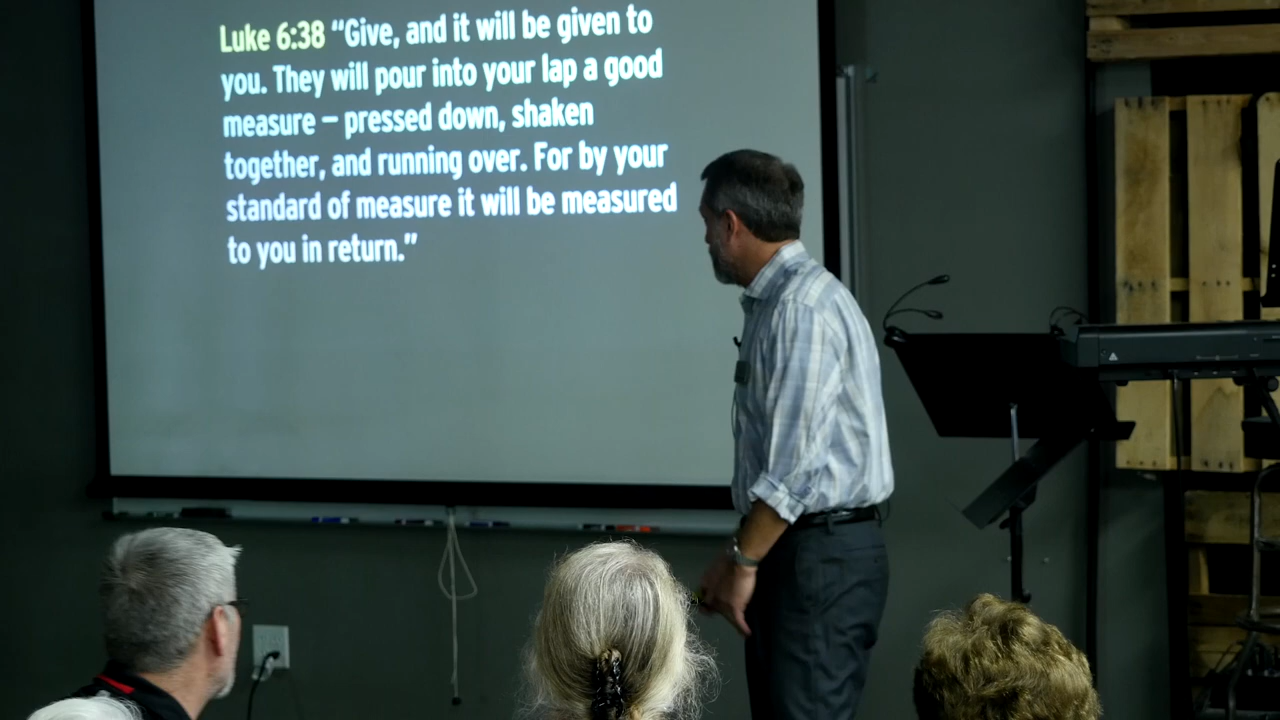 Luke 6:38 “Give, and it will be given to
you. They will pour into your lap a good
measure – pressed down, shaken
together, and running over. For by your
standard of measure it will be measured
to you in return.”